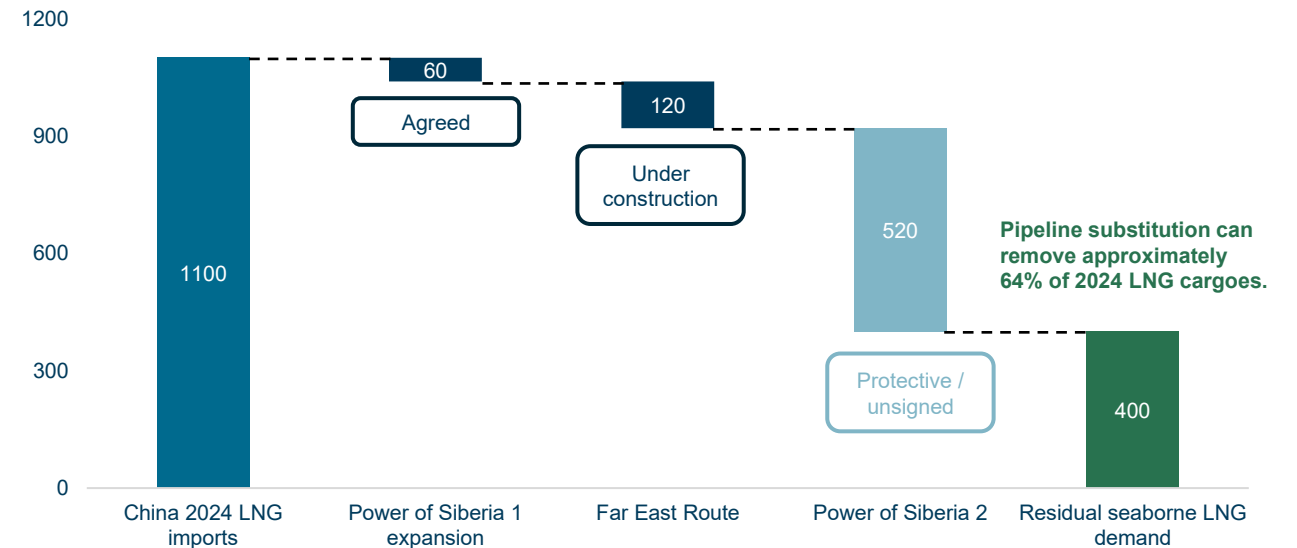 1200
900
600
300
0
1100
60
Agreed
120
Under
construction
520
Protective /
unsigned
Pipeline substitution can
remove approximately
64% of 2024 LNG cargoes.
400
China 2024 LNG
imports
Power of Siberia 1
expansion
Far East Route
Power of Siberia 2
Residual seaborne LNG
demand